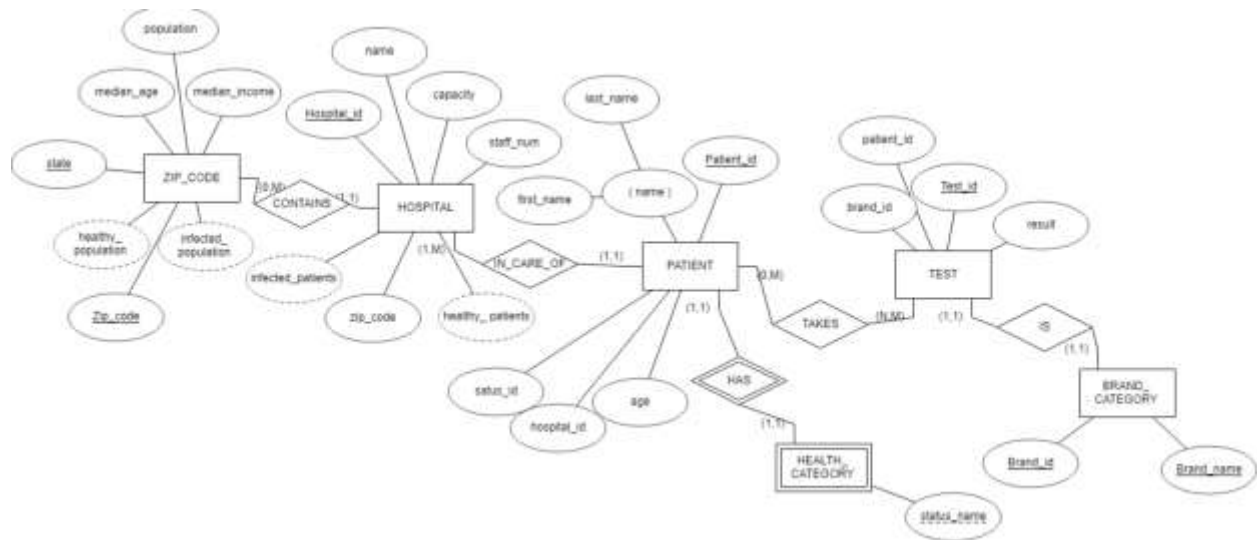 population
name
median_age
median_income
last_name
Hospital_id
capacity
patient_id
state
staff_num
Patient_id
Test_id
ZIP_CODE
(0,M)
CONTAINS
(1,1)
HOSPITAL
first_name
( name )
brand_id
result
healthy_
population
infected_
population
(1,M)
IN_CARE_OF
(1,1)
PATIENT
(0,M)
TEST
infected_patients
Zip_code
zip_code
healthy_ patients
(1,1)
TAKES
(N,M)
(1,1)
IS
(1,1)
HAS
satus_id
hospital_id
age
BRAND_
CATEGORY
(1,1)
HEALTH_
CATEGORY
Brand_id
Brand_name
status_name